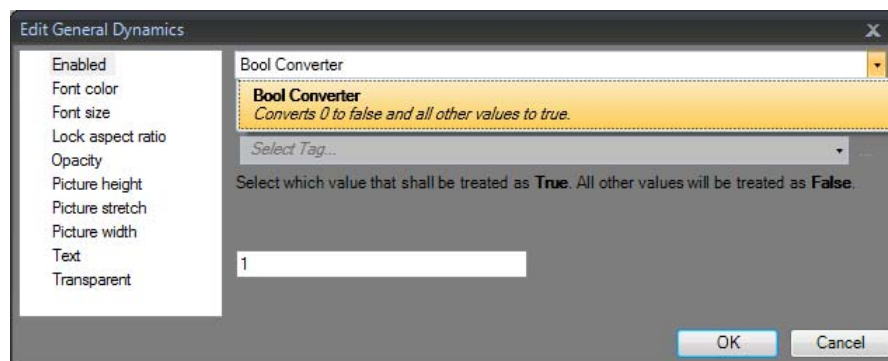 Edit General Dynamics
X
Enabled
Font color
Font size
Lock aspect ratio
Opacity
Picture height
Picture stretch
Picture width
Text
Transparent
Bool Converter
Bool Converter
Converts 0 to false and all other values to true.
Select Tag...
...
Select which value that shall be treated as True. All other values will be treated as False.
1
OK
Cancel